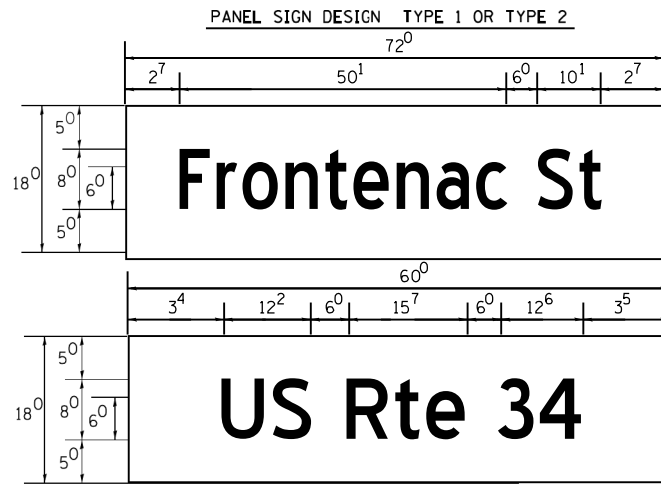 PANEL SIGN DESIGN TYPE 1 OR TYPE 2
72⁰
2⁷ 50¹ 6⁰ 10¹ 2⁷
18⁰ 5⁰ 8⁰ 6⁰ 5⁰
Frontenac St
60⁰
3⁴ 12² 6⁰ 15⁷ 6⁰ 12⁶ 3⁵
18⁰ 5⁰ 8⁰ 6⁰ 5⁰
US Rte 34